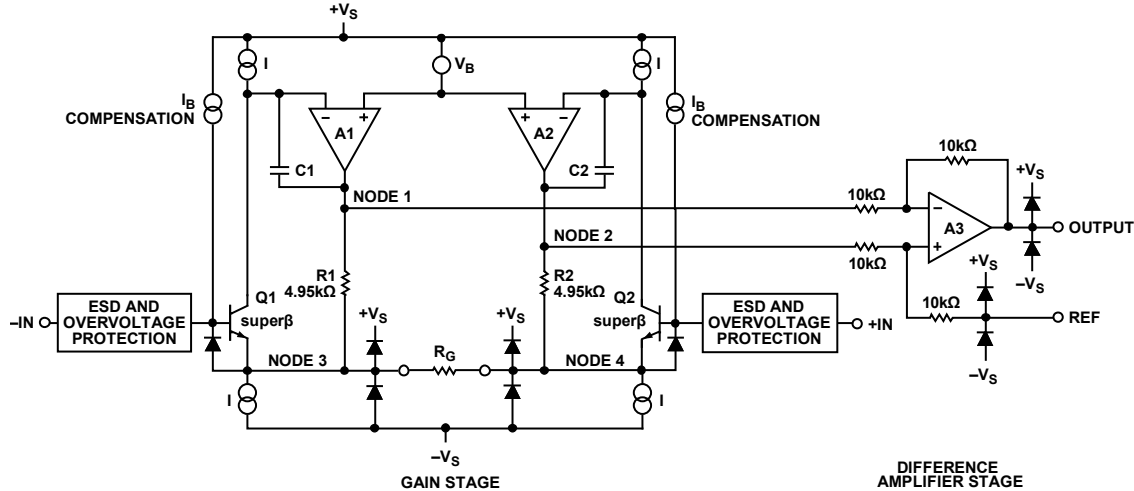 +VS
I
VB
I
IB
COMPENSATION
IB
COMPENSATION
A1
A2
C1
C2
NODE 1
NODE 2
10kΩ
10kΩ
10kΩ
10kΩ
A3
+VS
–VS
OUTPUT
+VS
–VS
REF
R1
4.95kΩ
R2
4.95kΩ
Q1
superβ
Q2
superβ
–IN
ESD AND
OVERVOLTAGE
PROTECTION
ESD AND
OVERVOLTAGE
PROTECTION
+IN
+VS
+VS
NODE 3
RG
NODE 4
I
I
–VS
GAIN STAGE
DIFFERENCE
AMPLIFIER STAGE